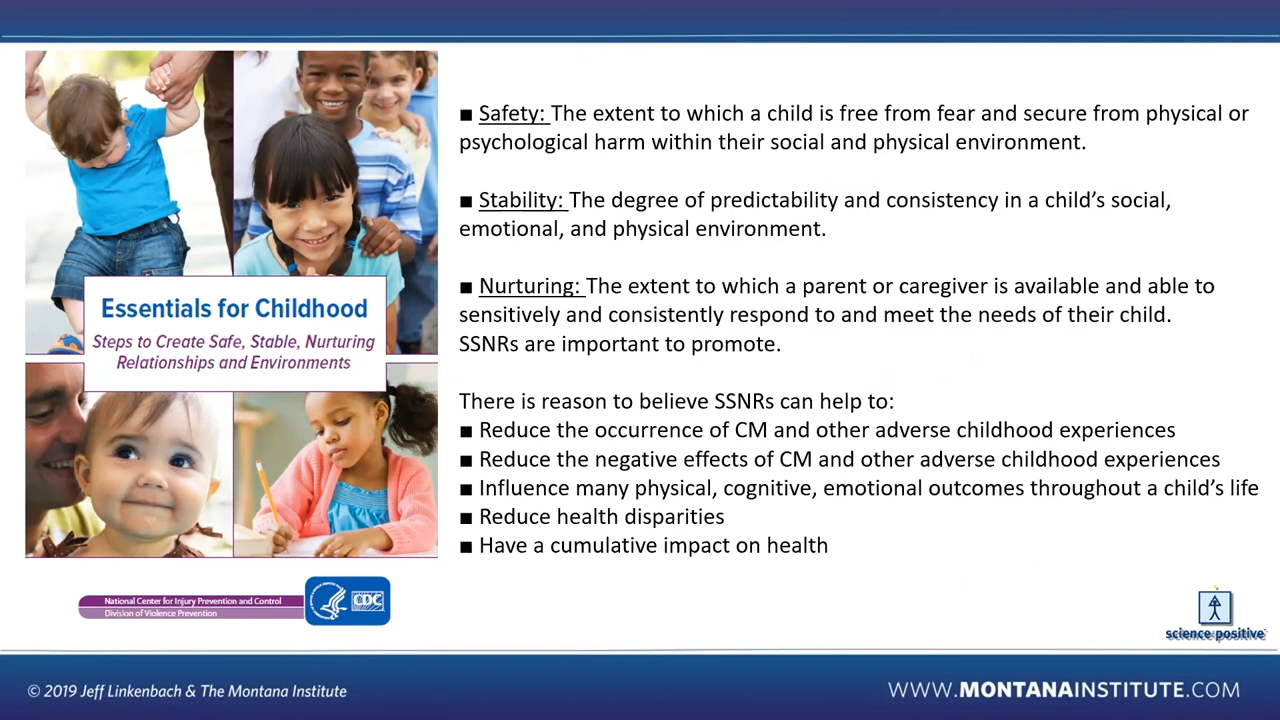 Essentials for Childhood
Steps to Create Safe, Stable, Nurturing
Relationships and Environments
National Center for Injury Prevention and Control
Division of Violence Prevention
CDC
■ Safety: The extent to which a child is free from fear and secure from physical or
psychological harm within their social and physical environment.
■ Stability: The degree of predictability and consistency in a child’s social,
emotional, and physical environment.
■ Nurturing: The extent to which a parent or caregiver is available and able to
sensitively and consistently respond to and meet the needs of their child.
SSNRs are important to promote.
There is reason to believe SSNRs can help to:
■ Reduce the occurrence of CM and other adverse childhood experiences
■ Reduce the negative effects of CM and other adverse childhood experiences
■ Influence many physical, cognitive, emotional outcomes throughout a child’s life
■ Reduce health disparities
■ Have a cumulative impact on health
science positive
© 2019 Jeff Linkenbach & The Montana Institute
WWW.MONTANAINSTITUTE.COM